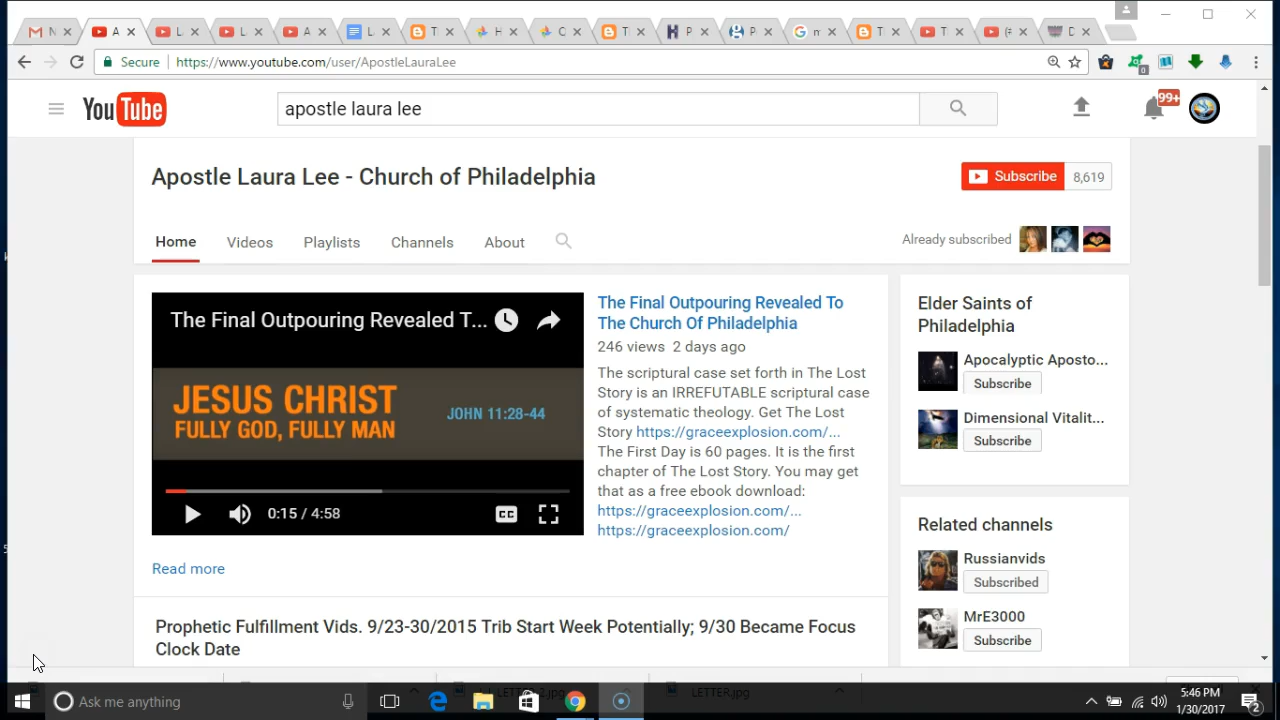 N
A
L
L
A
L
T
H
C
T
P
P
m
T
T
(
D
Secure
https://www.youtube.com/user/ApostleLauraLee
0
YouTube
apostle laura lee
99+
Apostle Laura Lee - Church of Philadelphia
Subscribe 8,619
Home Videos Playlists Channels About
Already subscribed
The Final Outpouring Revealed T...
JESUS CHRIST
FULLY GOD, FULLY MAN
JOHN 11:28-44
0:15 / 4:58
CC
The Final Outpouring Revealed To
The Church Of Philadelphia
246 views 2 days ago
The scriptural case set forth in The Lost
Story is an IRREFUTABLE scriptural case
of systematic theology. Get The Lost
Story https://graceexplosion.com/...
The First Day is 60 pages. It is the first
chapter of The Lost Story. You may get
that as a free ebook download:
https://graceexplosion.com/...
https://graceexplosion.com/
Read more
Prophetic Fulfillment Vids. 9/23-30/2015 Trib Start Week Potentially; 9/30 Became Focus
Clock Date
Elder Saints of
Philadelphia
Apocalyptic Aposto...
Subscribe
Dimensional Vitalit...
Subscribe
Related channels
Russianvids
Subscribed
MrE3000
Subscribe
Ask me anything
LETTER.jpg
5:46 PM
1/30/2017
2